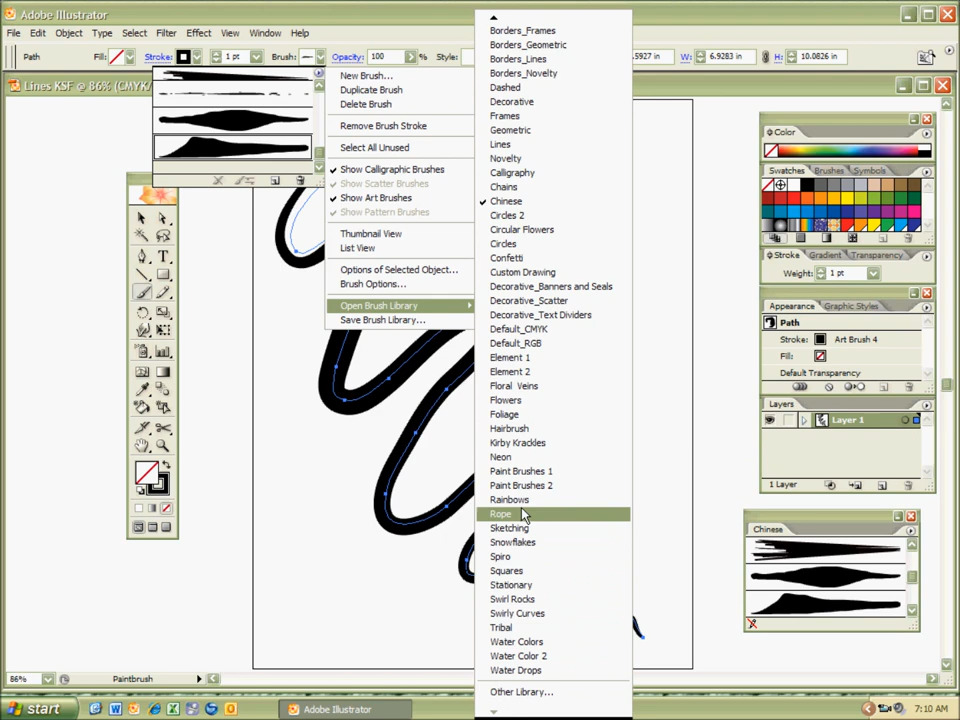 Adobe Illustrator
File Edit Object Type Select Filter Effect View Window Help
Path Fill: Stroke: 1 pt Brush: Opacity: 100 % Style: .5927 in W: 6.9283 in H: 10.0826 in
Lines KSF @ 86% (CMYK/
New Brush...
Duplicate Brush
Delete Brush
Remove Brush Stroke
Select All Unused
Show Calligraphic Brushes
Show Scatter Brushes
Show Art Brushes
Show Pattern Brushes
Thumbnail View
List View
Options of Selected Object...
Brush Options...
Open Brush Library
Save Brush Library...
Borders_Frames
Borders_Geometric
Borders_Lines
Borders_Novelty
Dashed
Decorative
Frames
Geometric
Lines
Novelty
Calligraphy
Chains
Chinese
Circles 2
Circular Flowers
Circles
Confetti
Custom Drawing
Decorative_Banners and Seals
Decorative_Scatter
Decorative_Text Dividers
Default_CMYK
Default_RGB
Element 1
Element 2
Floral Veins
Flowers
Foliage
Hairbrush
Kirby Krackles
Neon
Paint Brushes 1
Paint Brushes 2
Rainbows
Rope
Sketching
Snowflakes
Spiro
Squares
Stationary
Swirl Rocks
Swirly Curves
Tribal
Water Colors
Water Color 2
Water Drops
Other Library...
Color
Swatches Brushes Symbols
Stroke Gradient Transparency
Weight: 1 pt
Appearance Graphic Styles
Path
Stroke: Art Brush 4
Fill:
Default Transparency
Layers
Layer 1
1 Layer
Chinese
86% Paintbrush
start Adobe Illustrator 7:10 AM